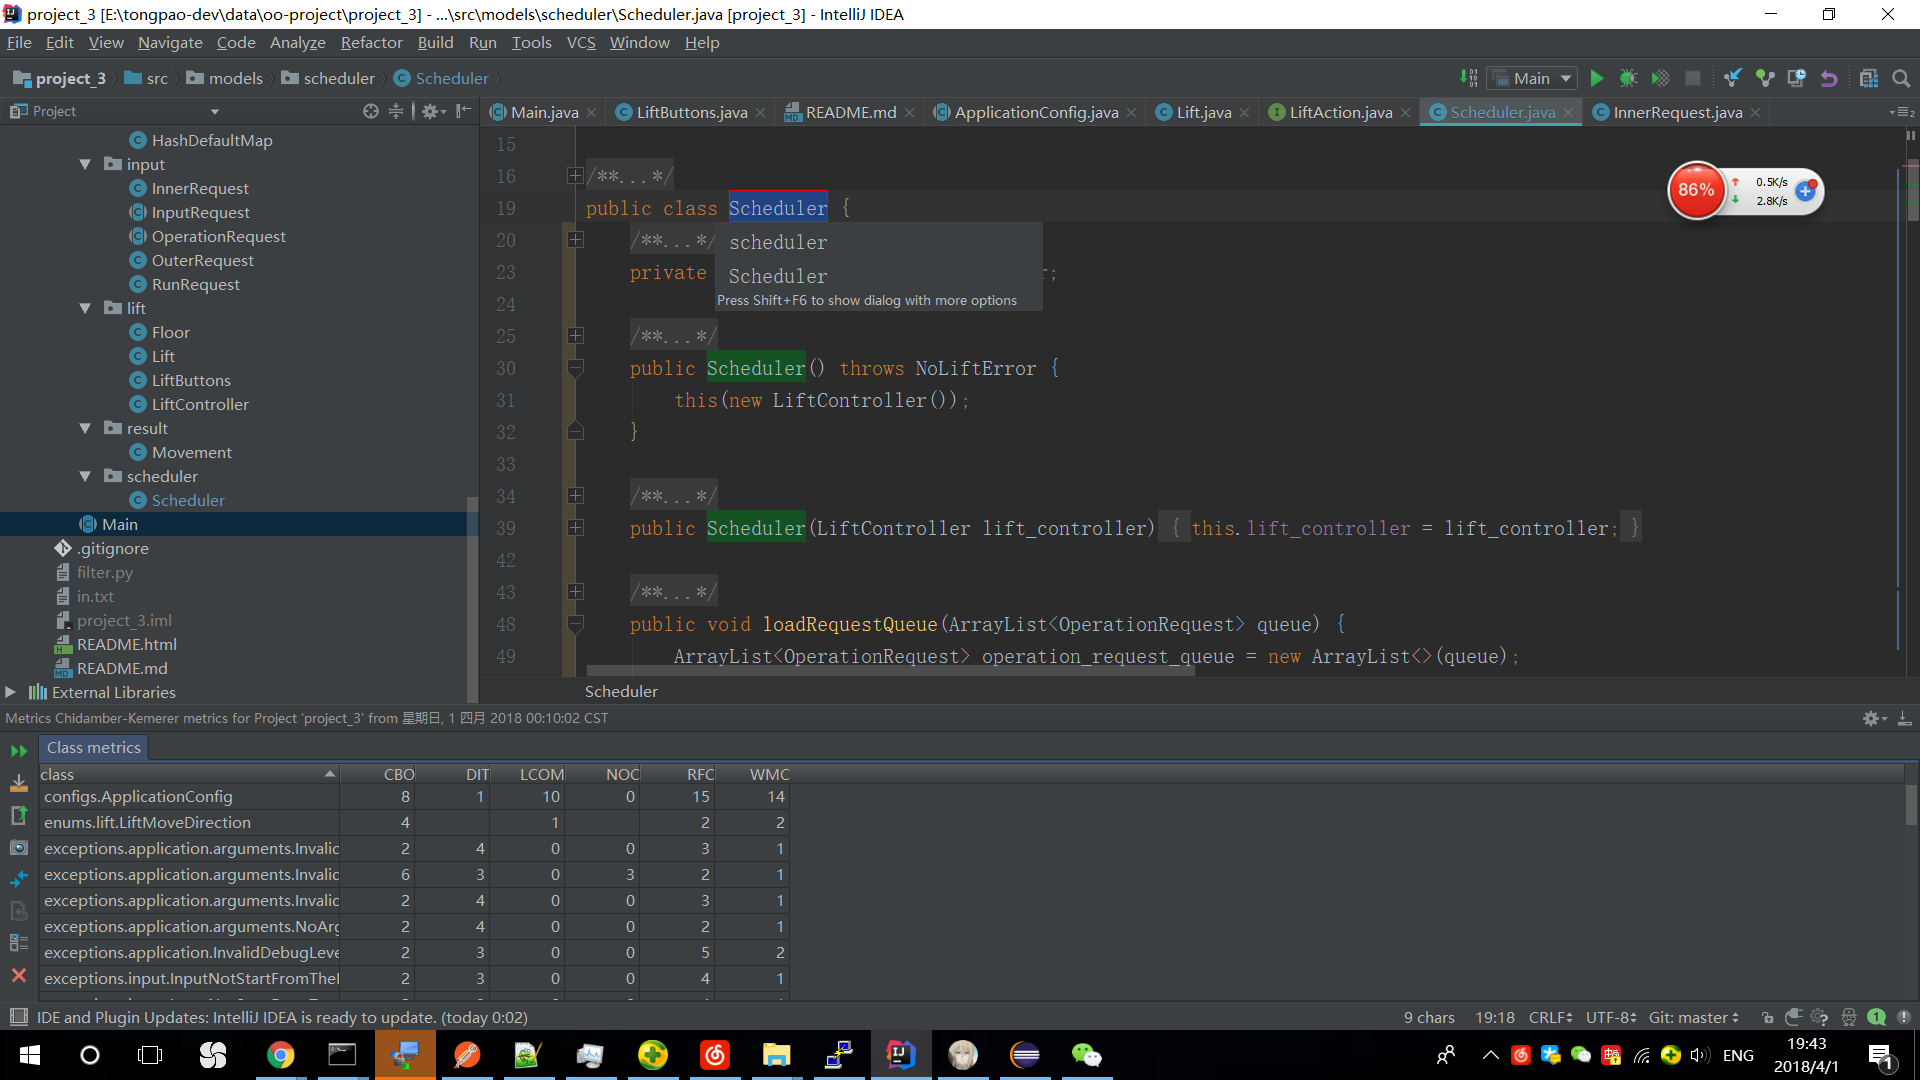 project_3 [E:\tongpao-dev\data\oo-project\project_3] - ...\src\models\scheduler\Scheduler.java [project_3] - IntelliJ IDEA
File Edit View Navigate Code Analyze Refactor Build Run Tools VCS Window Help
project_3 src models scheduler Scheduler
Main
Project
Main.java LiftButtons.java README.md ApplicationConfig.java Lift.java LiftAction.java Scheduler.java InnerRequest.java
HashDefaultMap
input
InnerRequest
InputRequest
OperationRequest
OuterRequest
RunRequest
lift
Floor
Lift
LiftButtons
LiftController
result
Movement
scheduler
Scheduler
Main
.gitignore
filter.py
in.txt
project_3.iml
README.html
README.md
External Libraries
15
16 /**...*/
19 public class Scheduler {
20 /**...*/
23 private r;
24
25 /**...*/
30 public Scheduler() throws NoLiftError {
31 this(new LiftController());
32 }
33
34 /**...*/
39 public Scheduler(LiftController lift_controller) { this.lift_controller = lift_controller; }
42
43 /**...*/
48 public void loadRequestQueue(ArrayList<OperationRequest> queue) {
49 ArrayList<OperationRequest> operation_request_queue = new ArrayList<>(queue);
scheduler
Scheduler
Press Shift+F6 to show dialog with more options
86% 0.5K/s
2.8K/s
Scheduler
Metrics Chidamber-Kemerer metrics for Project 'project_3' from 星期日, 1 四月 2018 00:10:02 CST
Class metrics
class CBO DIT LCOM NOC RFC WMC
configs.ApplicationConfig 8 1 10 0 15 14
enums.lift.LiftMoveDirection 4 1 2 2
exceptions.application.arguments.Invalic 2 4 0 0 3 1
exceptions.application.arguments.Invalic 6 3 0 3 2 1
exceptions.application.arguments.Invalic 2 4 0 0 3 1
exceptions.application.arguments.NoArg 2 4 0 0 2 1
exceptions.application.InvalidDebugLeve 2 3 0 0 5 2
exceptions.input.InputNotStartFromTheI 2 3 0 0 4 1
IDE and Plugin Updates: IntelliJ IDEA is ready to update. (today 0:02)
9 chars 19:18 CRLF UTF-8 Git: master 1
ENG
19:43
2018/4/1
1